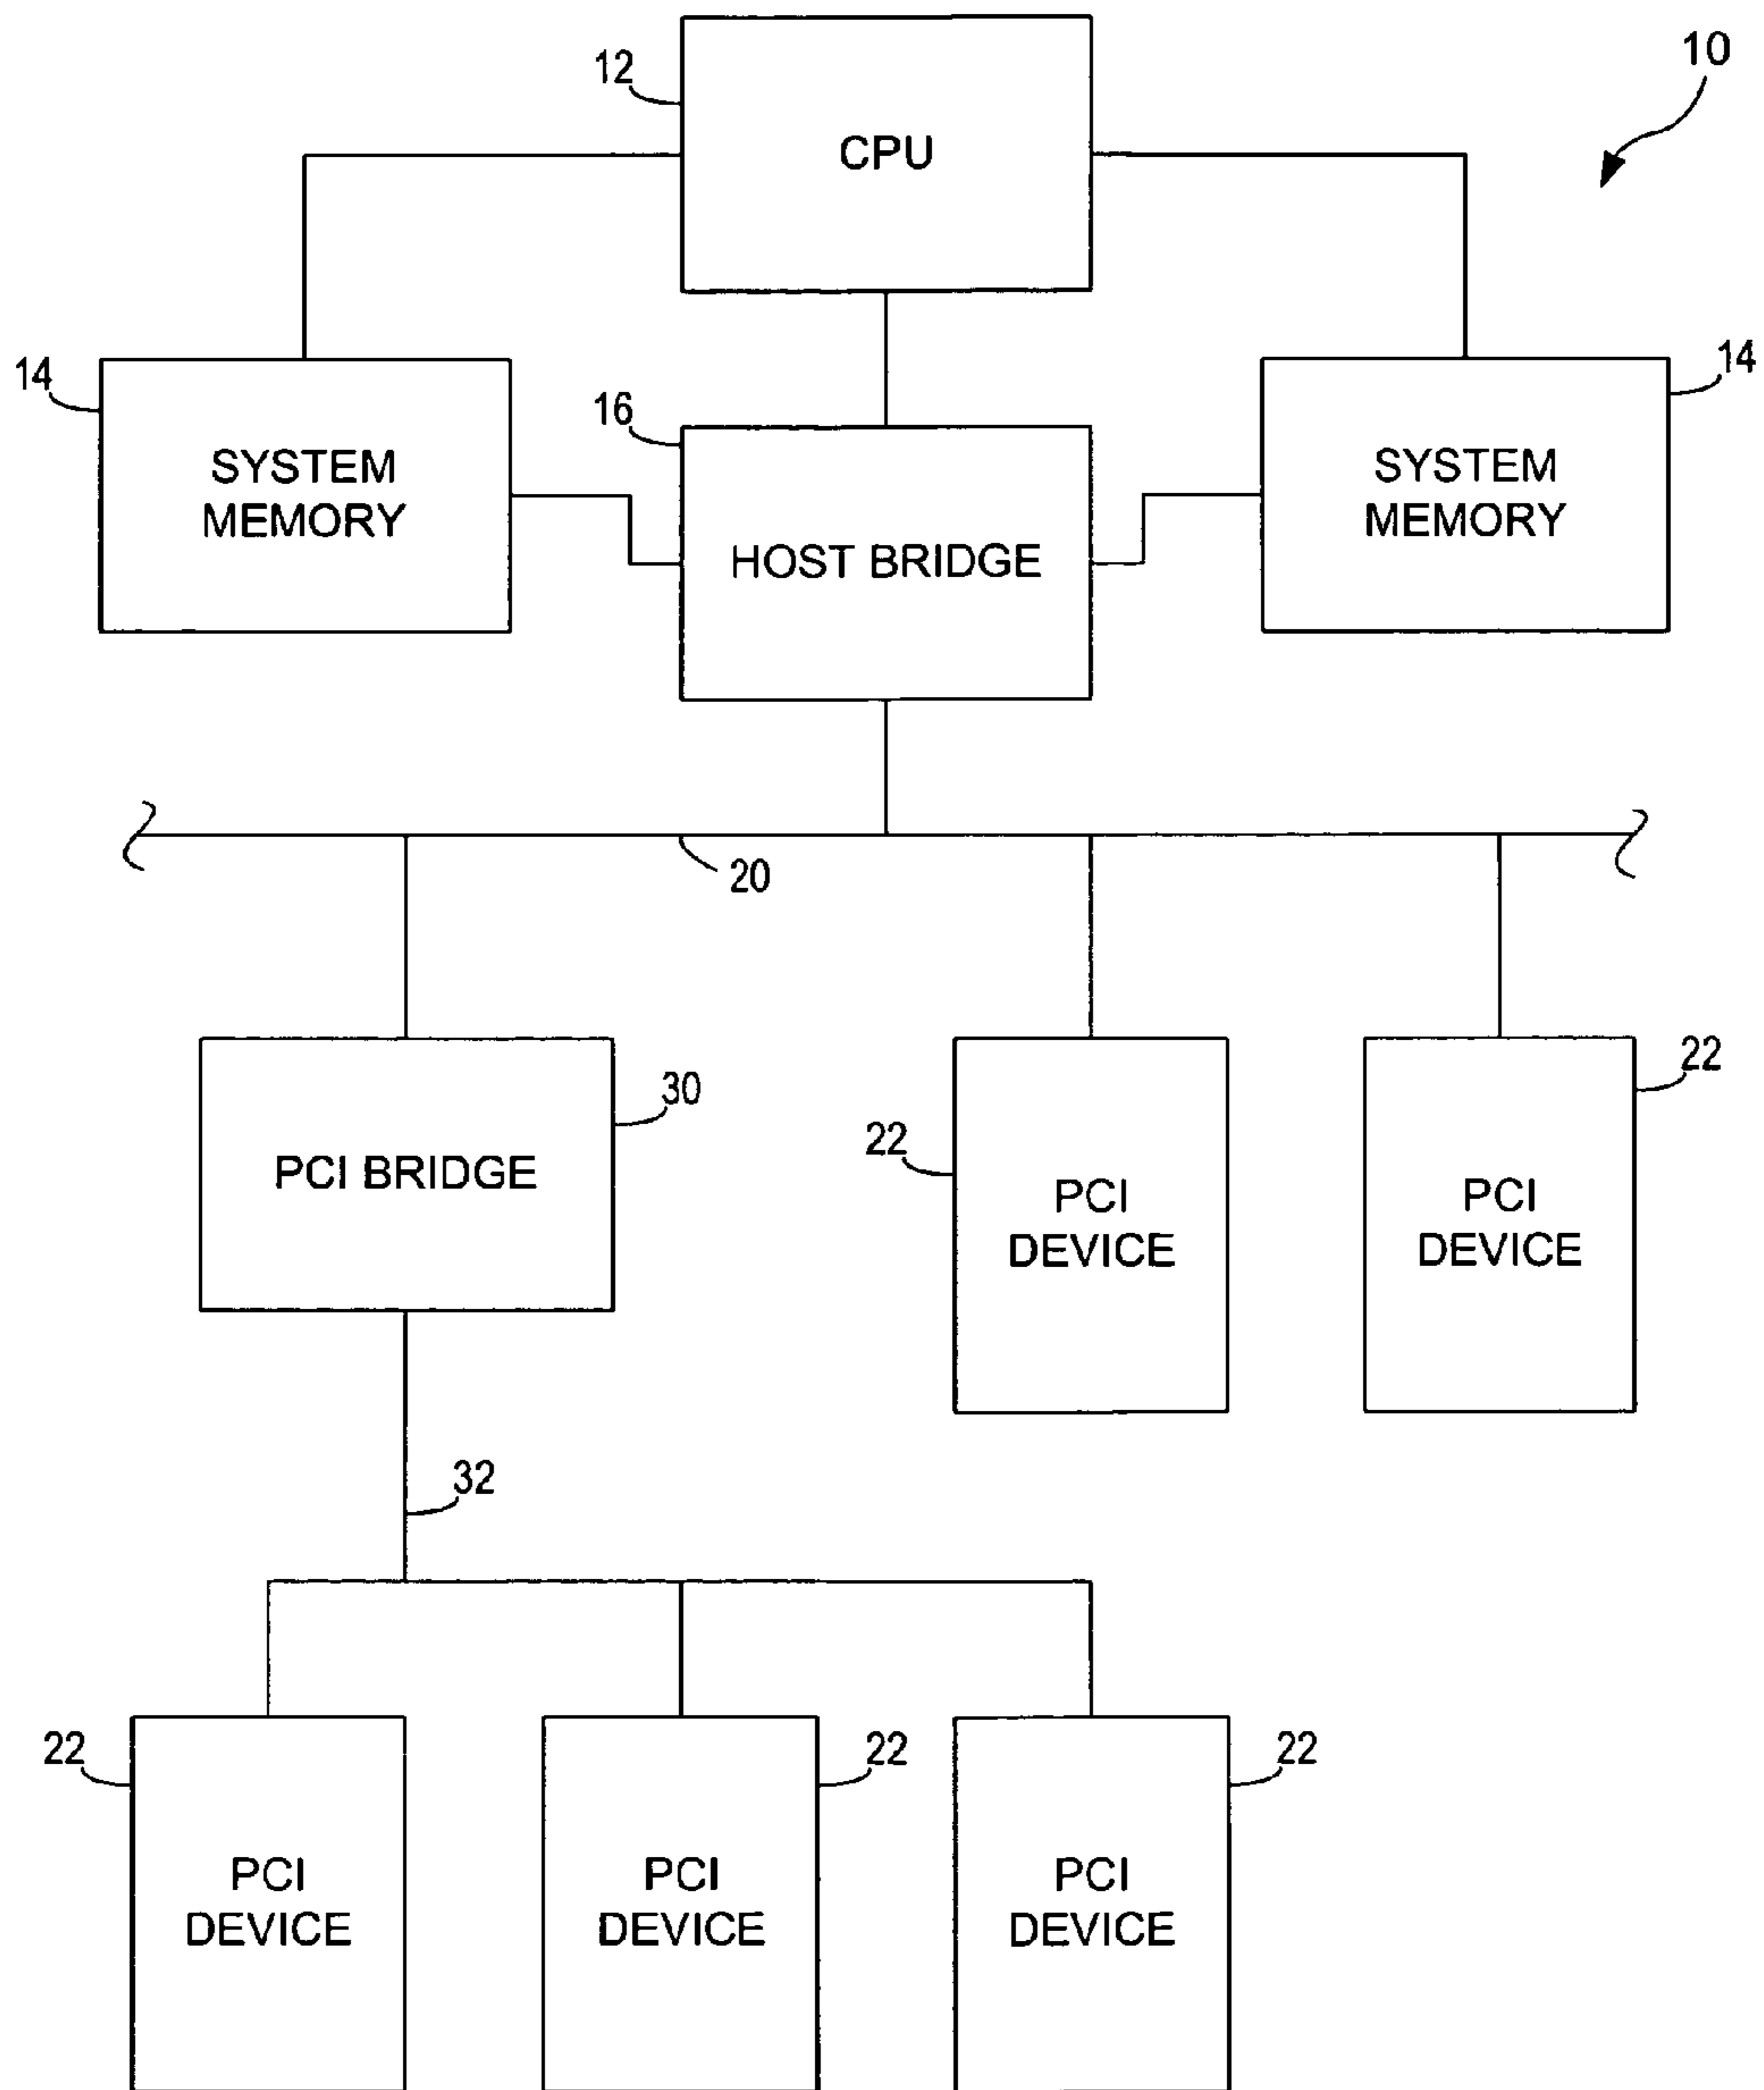 10
12
CPU
14
SYSTEM
MEMORY
16
HOST BRIDGE
14
SYSTEM
MEMORY
20
30
PCI BRIDGE
22
PCI
DEVICE
22
PCI
DEVICE
32
22
PCI
DEVICE
22
PCI
DEVICE
22
PCI
DEVICE